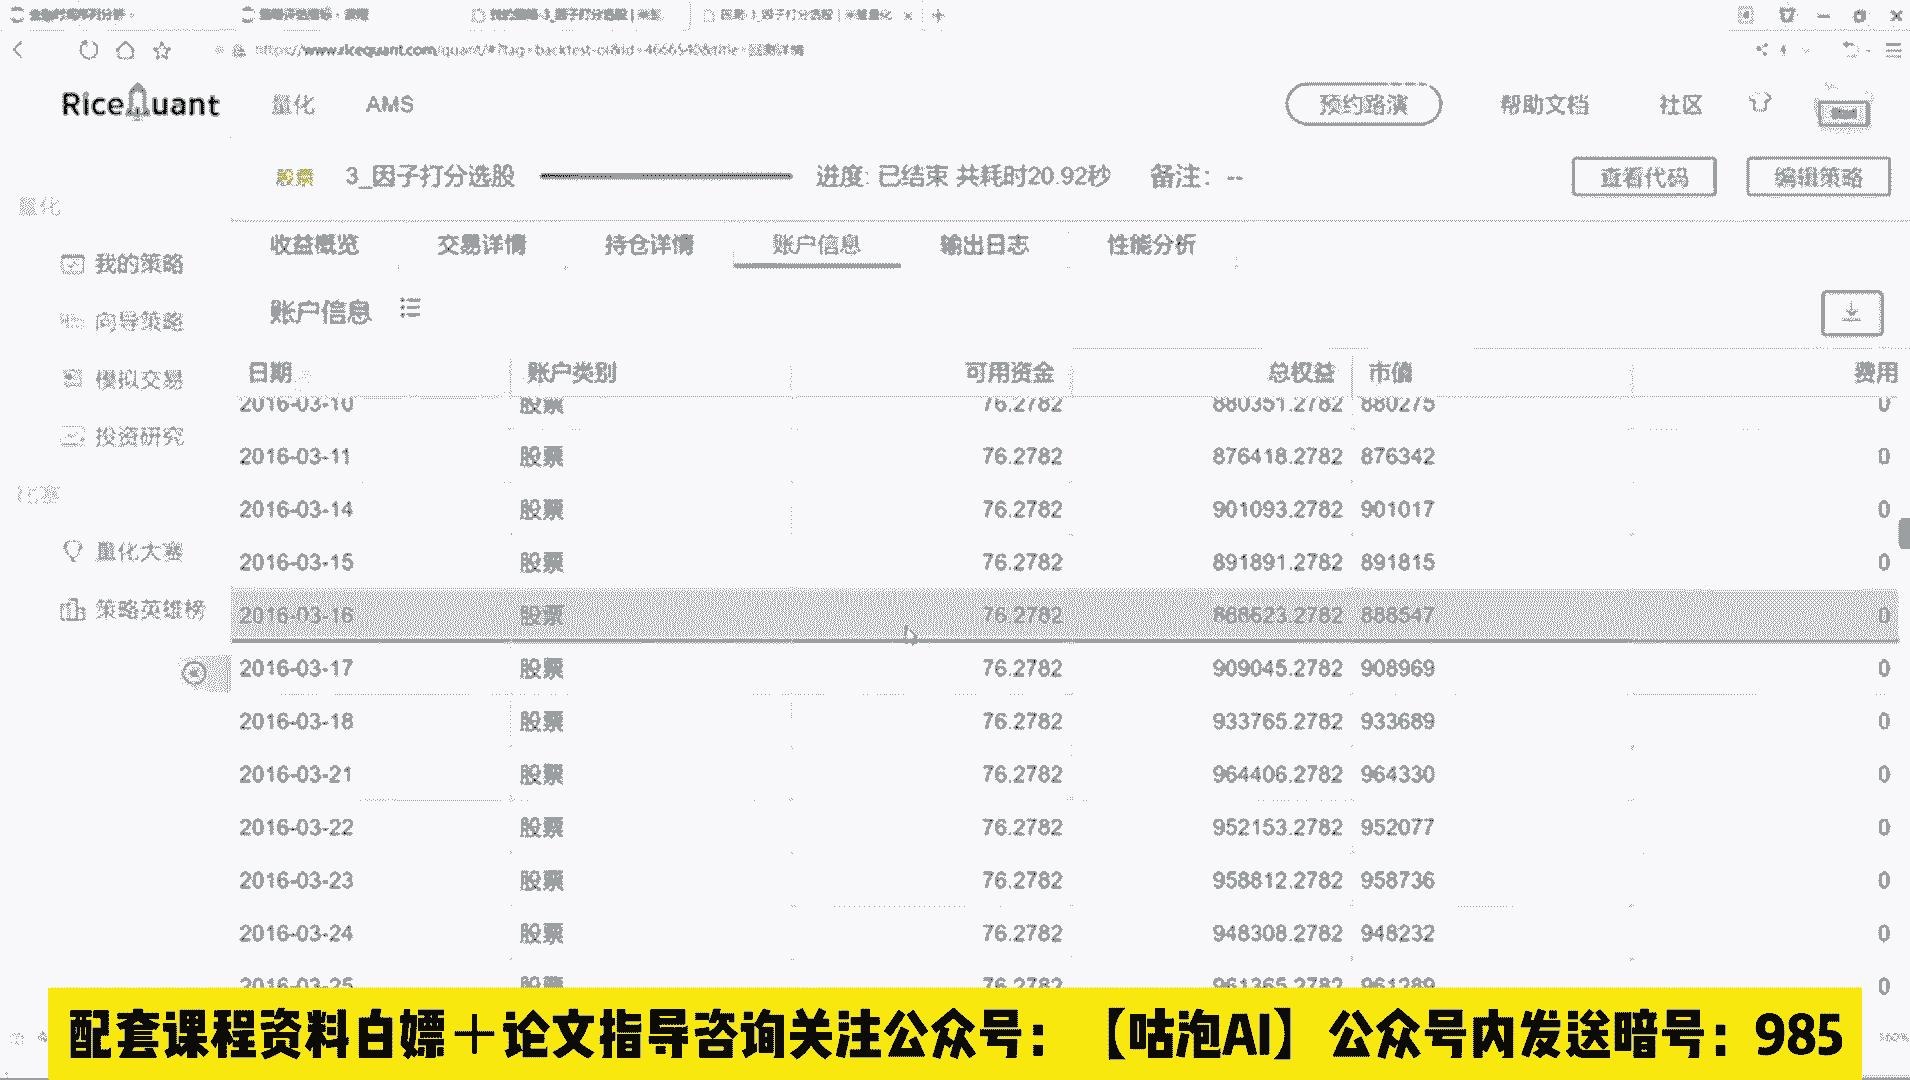 https://www.ricequant.com/quant/
RiceQuant 量化 AMS 预约路演 帮助文档 社区
股票 3_因子打分选股 进度: 已结束 共耗时20.92秒 备注: -- 查看代码 编辑策略
量化
我的策略
向导策略
模拟交易
投资研究
比赛
量化大赛
策略英雄榜
收益概览 交易详情 持仓详情 账户信息 输出日志 性能分析
账户信息
日期 账户类别 可用资金 总权益 市值 费用
2016-03-10 股票 76.2782 880351.2782 880275 0
2016-03-11 股票 76.2782 876418.2782 876342 0
2016-03-14 股票 76.2782 901093.2782 901017 0
2016-03-15 股票 76.2782 891891.2782 891815 0
2016-03-16 股票 76.2782 888623.2782 888547 0
2016-03-17 股票 76.2782 909045.2782 908969 0
2016-03-18 股票 76.2782 933765.2782 933689 0
2016-03-21 股票 76.2782 964406.2782 964330 0
2016-03-22 股票 76.2782 952153.2782 952077 0
2016-03-23 股票 76.2782 958812.2782 958736 0
2016-03-24 股票 76.2782 948308.2782 948232 0
2016-03-25 股票 76.2782 961365.2782 961289 0
配套课程资料白嫖＋论文指导咨询关注公众号：【咕泡AI】公众号内发送暗号：985